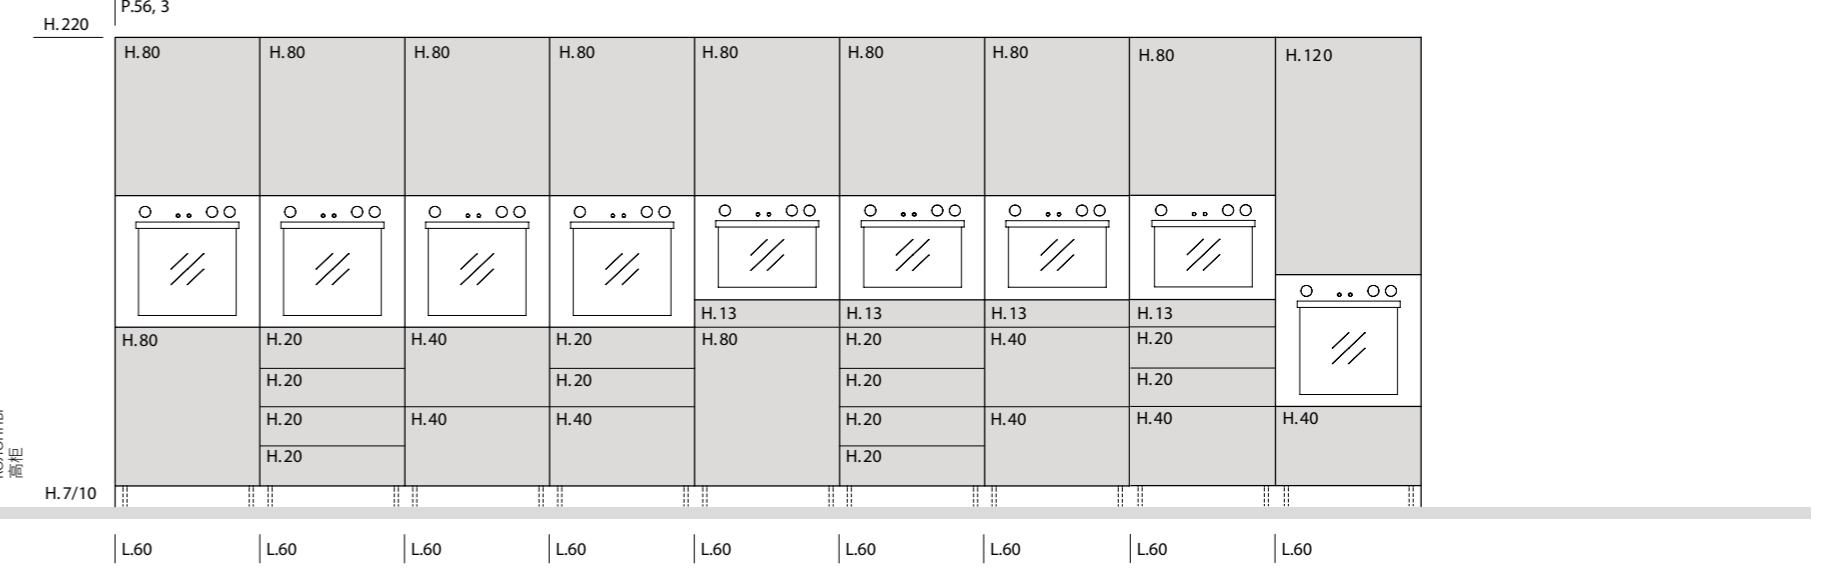 P.56, 3
H.220
H.80 H.80 H.80 H.80 H.80 H.80 H.80 H.80 H.120
H.13 H.13 H.13 H.13
H.80 H.20 H.40 H.20 H.80 H.20 H.40 H.20
H.20 H.20 H.20 H.20
H.20 H.40 H.40 H.20 H.40 H.40 H.40
H.20 H.20
高柜
H.7/10
L.60 L.60 L.60 L.60 L.60 L.60 L.60 L.60 L.60